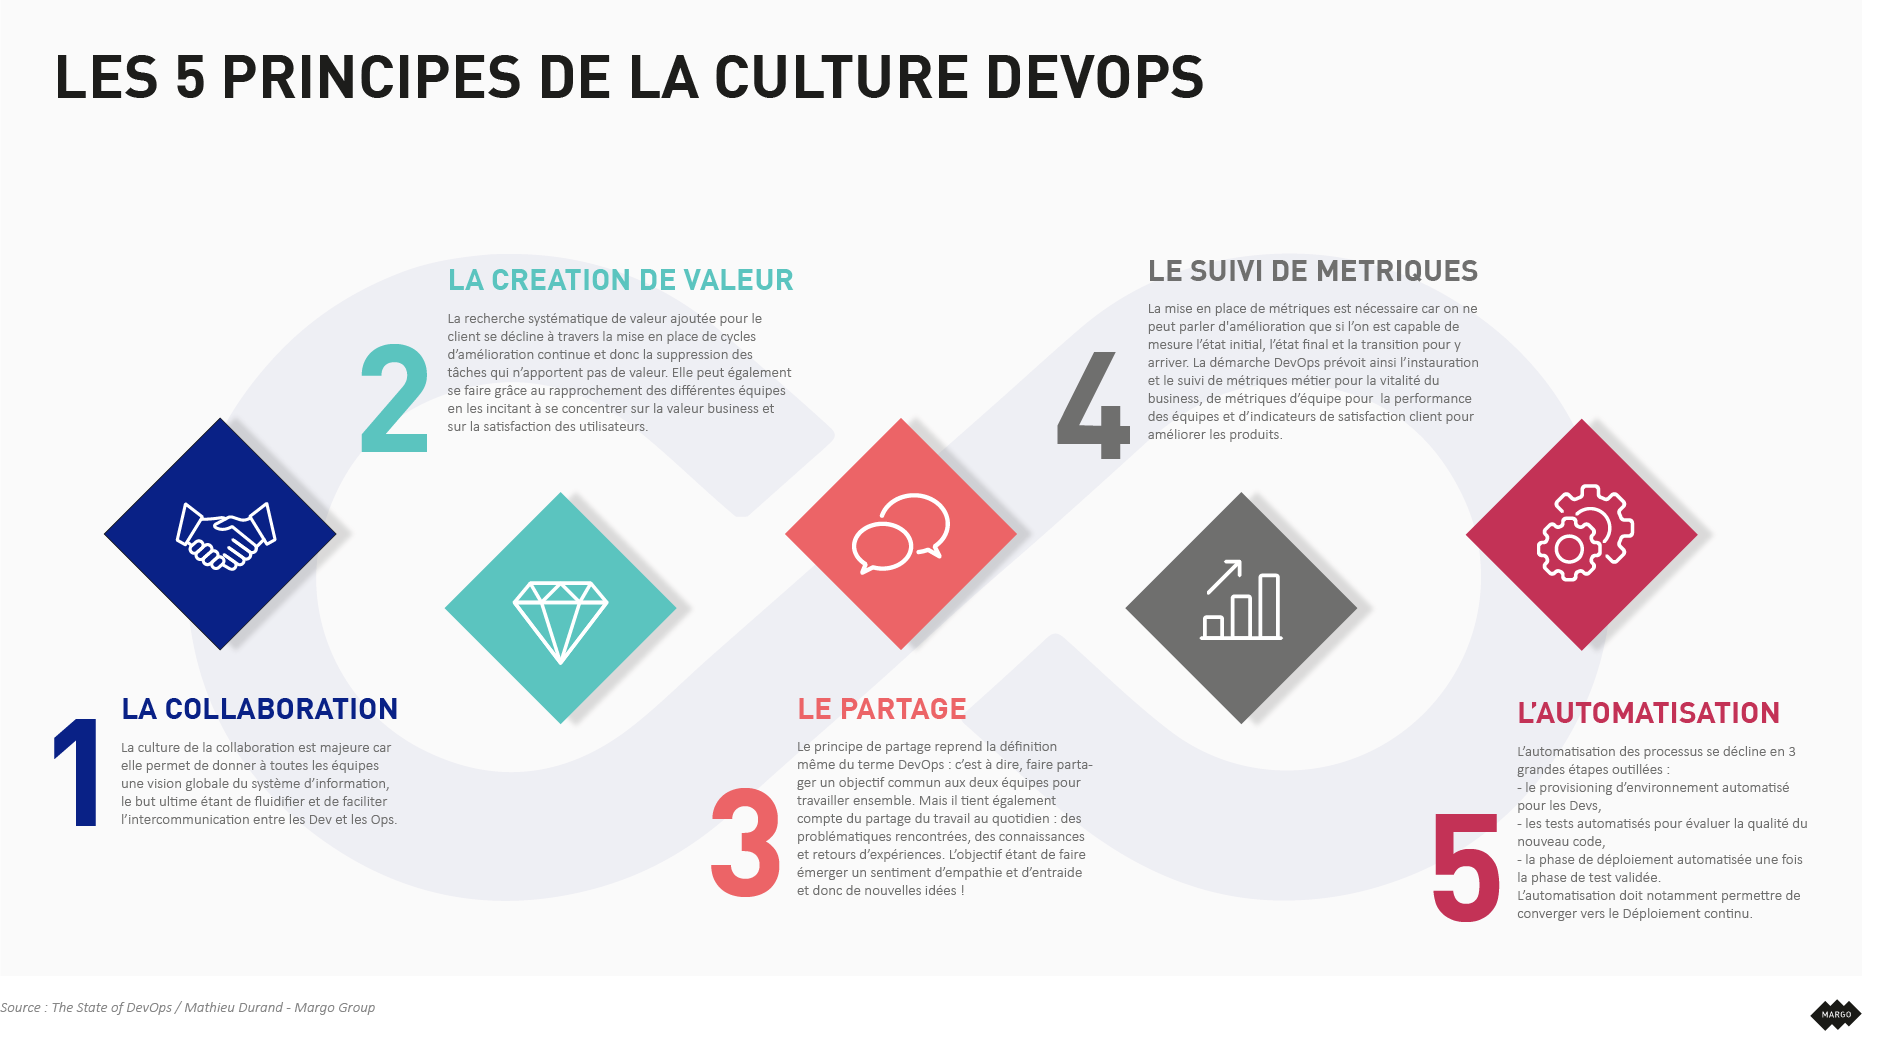 LES 5 PRINCIPES DE LA CULTURE DEVOPS
1
LA COLLABORATION
La culture de la collaboration est majeure car
elle permet de donner à toutes les équipes
une vision globale du système d’information,
le but ultime étant de fluidifier et de faciliter
l’intercommunication entre les Dev et les Ops.
2
LA CREATION DE VALEUR
La recherche systématique de valeur ajoutée pour le
client se décline à travers la mise en place de cycles
d’amélioration continue et donc la suppression des
tâches qui n’apportent pas de valeur. Elle peut également
se faire grâce au rapprochement des différentes équipes
en les incitant à se concentrer sur la valeur business et
sur la satisfaction des utilisateurs.
3
LE PARTAGE
Le principe de partage reprend la définition
même du terme DevOps : c’est à dire, faire parta-
ger un objectif commun aux deux équipes pour
travailler ensemble. Mais il tient également
compte du partage du travail au quotidien : des
problématiques rencontrées, des connaissances
et retours d’expériences. L’objectif étant de faire
émerger un sentiment d’empathie et d’entraide
et donc de nouvelles idées !
4
LE SUIVI DE METRIQUES
La mise en place de métriques est nécessaire car on ne
peut parler d'amélioration que si l’on est capable de
mesure l’état initial, l’état final et la transition pour y
arriver. La démarche DevOps prévoit ainsi l’instauration
et le suivi de métriques métier pour la vitalité du
business, de métriques d’équipe pour  la performance
des équipes et d’indicateurs de satisfaction client pour
améliorer les produits.
5
L’AUTOMATISATION
L’automatisation des processus se décline en 3
grandes étapes outillées :
- le provisioning d’environnement automatisé
pour les Devs,
- les tests automatisés pour évaluer la qualité du
nouveau code,
- la phase de déploiement automatisée une fois
la phase de test validée.
L’automatisation doit notamment permettre de
converger vers le Déploiement continu.
Source : The State of DevOps / Mathieu Durand - Margo Group
MARGO